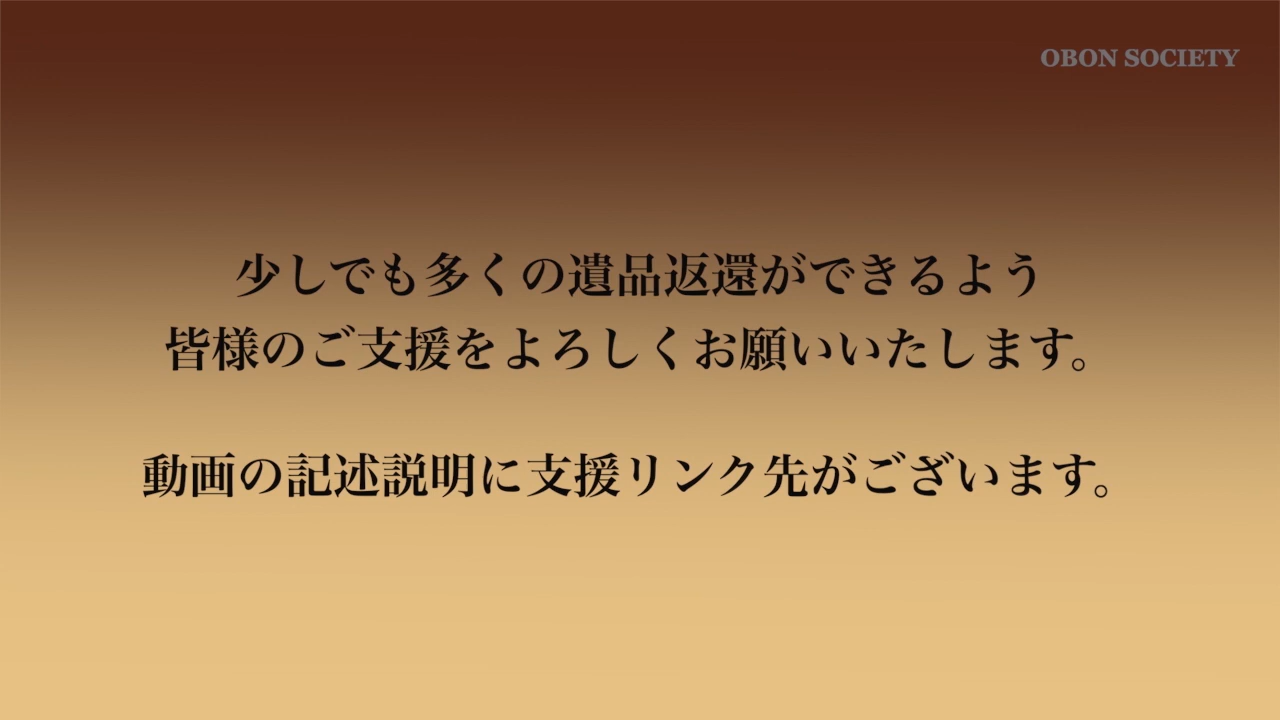 OBON SOCIETY
少しでも多くの遺品返還ができるよう
皆様のご支援をよろしくお願いいたします。
動画の記述説明に支援リンク先がございます。